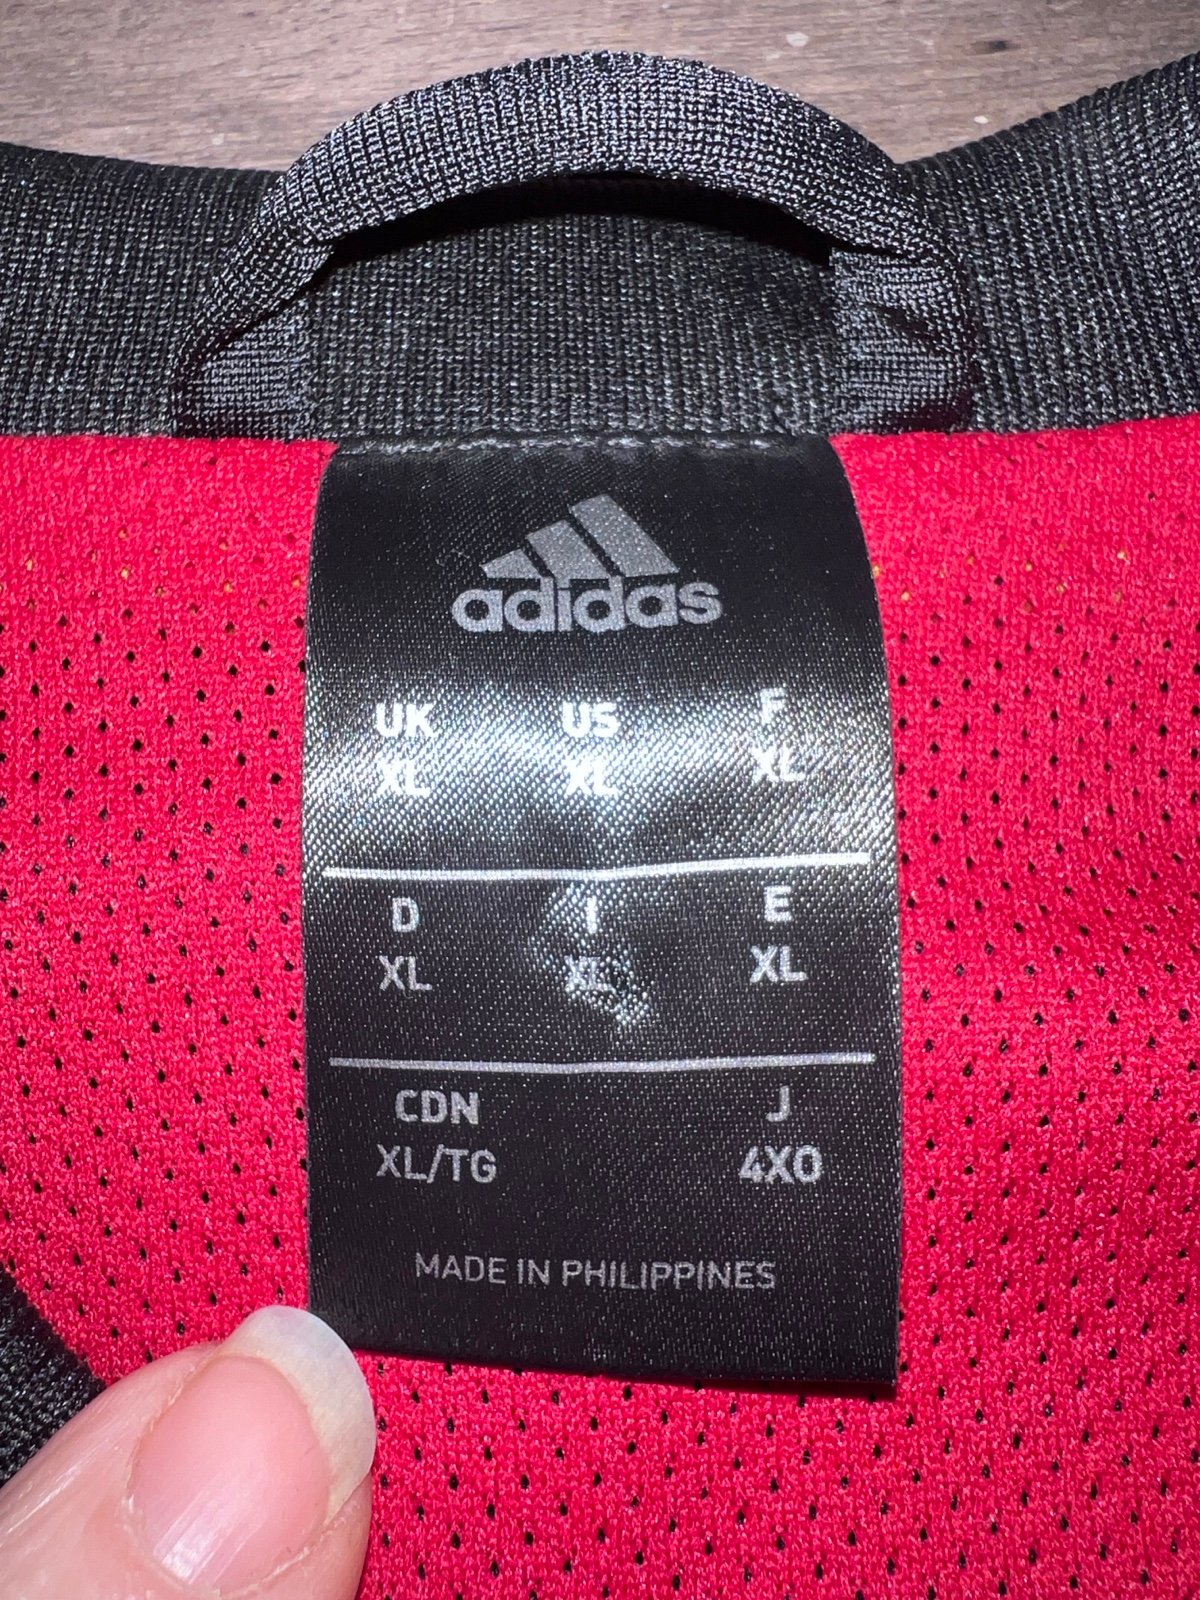 adidas
UK US F
XL XL XL
D I E
XL XL XL
CDN J
XL/TG 4XO
MADE IN PHILIPPINES